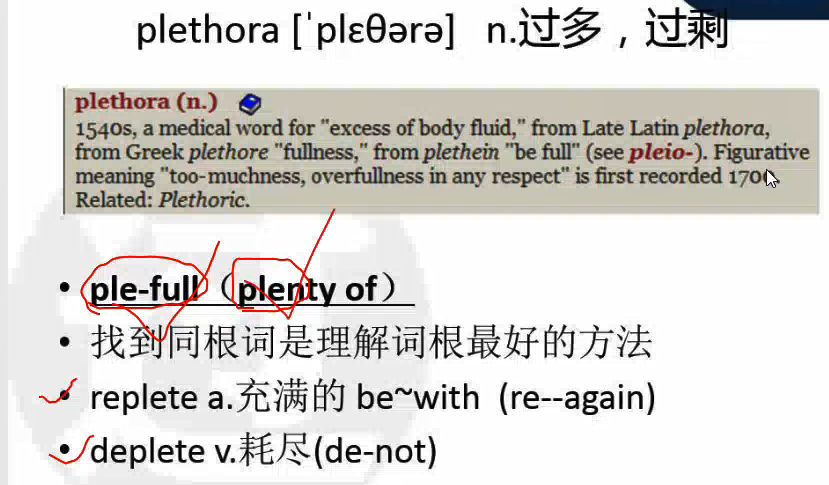 plethora [ˈplɛθərə] n.过多，过剩
plethora (n.)
1540s, a medical word for "excess of body fluid," from Late Latin plethora,
from Greek plethore "fullness," from plethein "be full" (see pleio-). Figurative
meaning "too-muchness, overfullness in any respect" is first recorded
Related: Plethoric.
• ple-full（plenty of）
• 找到同根词是理解词根最好的方法
• replete a.充满的 be~with (re--again)
• deplete v.耗尽(de-not)